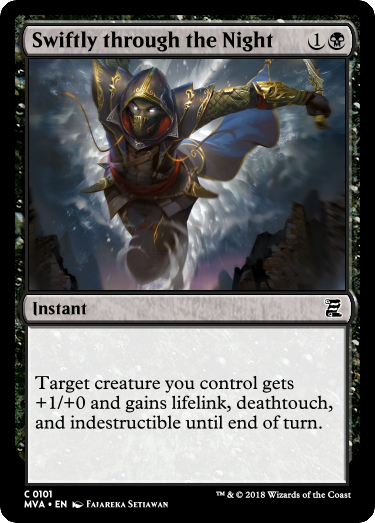 Swiftly through the Night 1
Instant
Target creature you control gets
+1/+0 and gains lifelink, deathtouch,
and indestructible until end of turn.
C 0101
MVA • EN Fajareka Setiawan
™ & © 2018 Wizards of the Coast